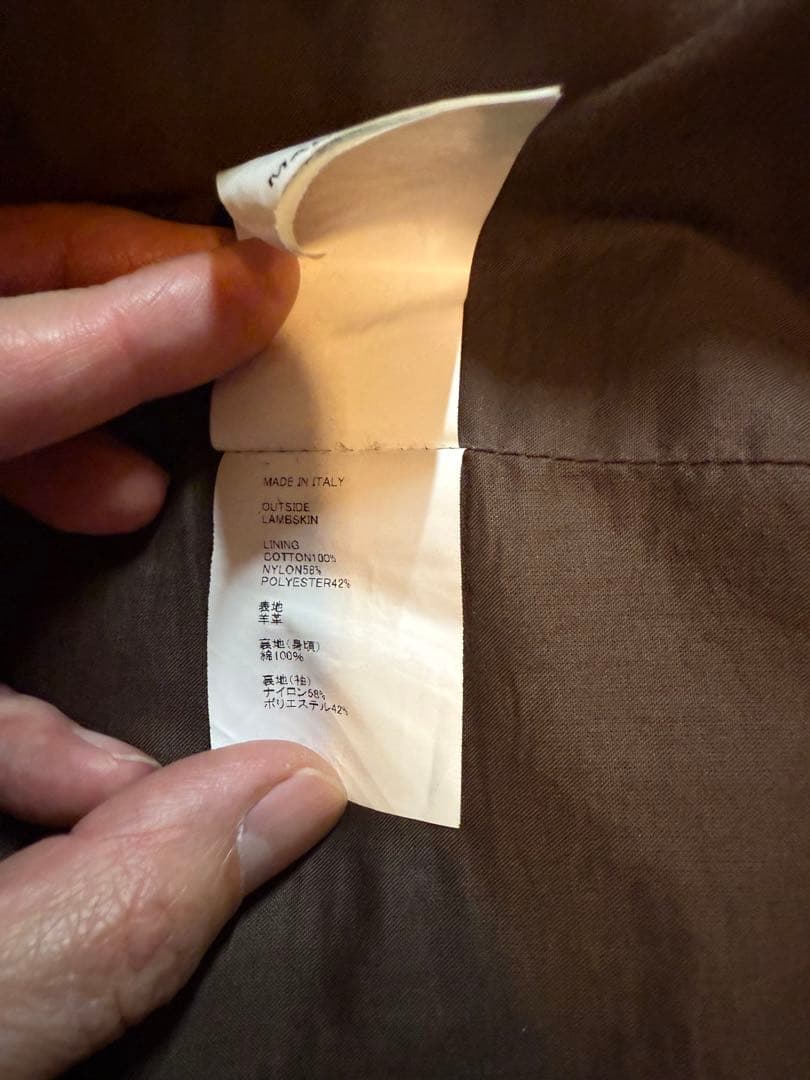 MADE IN ITALY
OUTSIDE
LAMBSKIN
LINING
COTTON100%
NYLON58%
POLYESTER42%
表地
羊革
裏地(身頃)
綿100%
裏地(袖)
ナイロン58%
ポリエステル42%